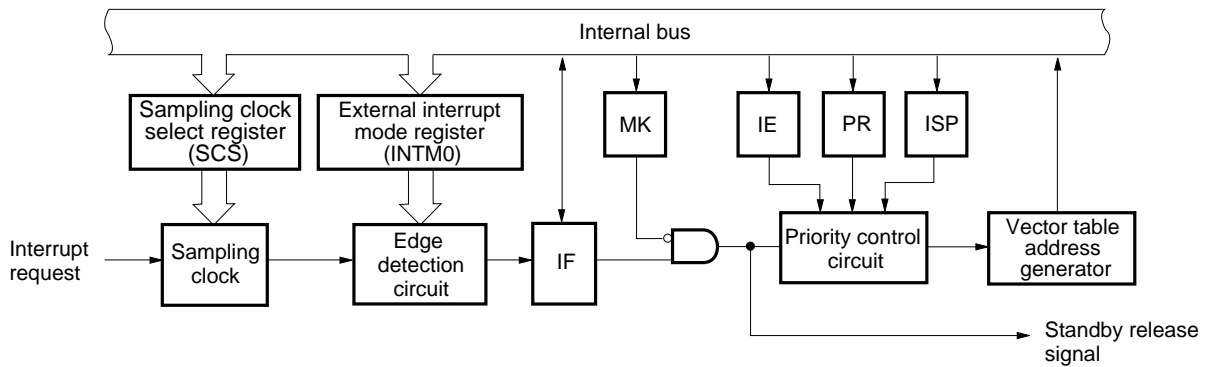 Internal bus
Sampling clock
select register
(SCS)
External interrupt
mode register
(INTM0)
MK
IE
PR
ISP
Interrupt
request
Sampling
clock
Edge
detection
circuit
IF
Priority control
circuit
Vector table
address
generator
Standby release
signal